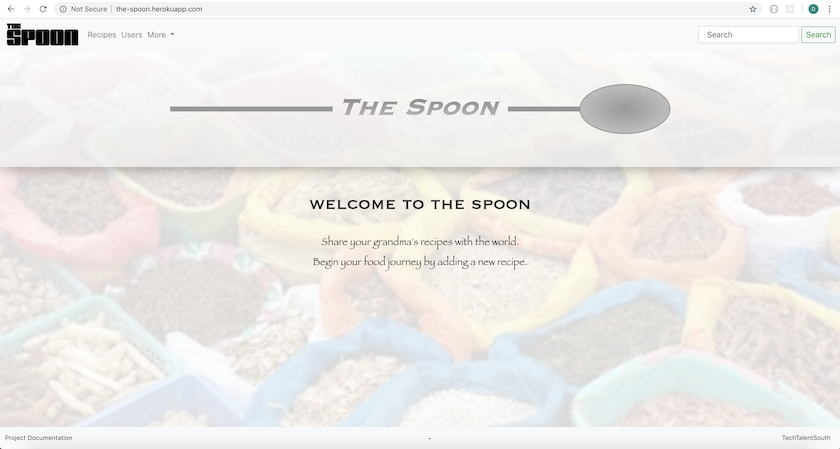 Not Secure | the-spoon.herokuapp.com
D
THE
SPOON
Recipes Users More
Search
Search
THE SPOON
WELCOME TO THE SPOON
Share your grandma's recipes with the world.
Begin your food journey by adding a new recipe.
Project Documentation
-
TechTalentSouth